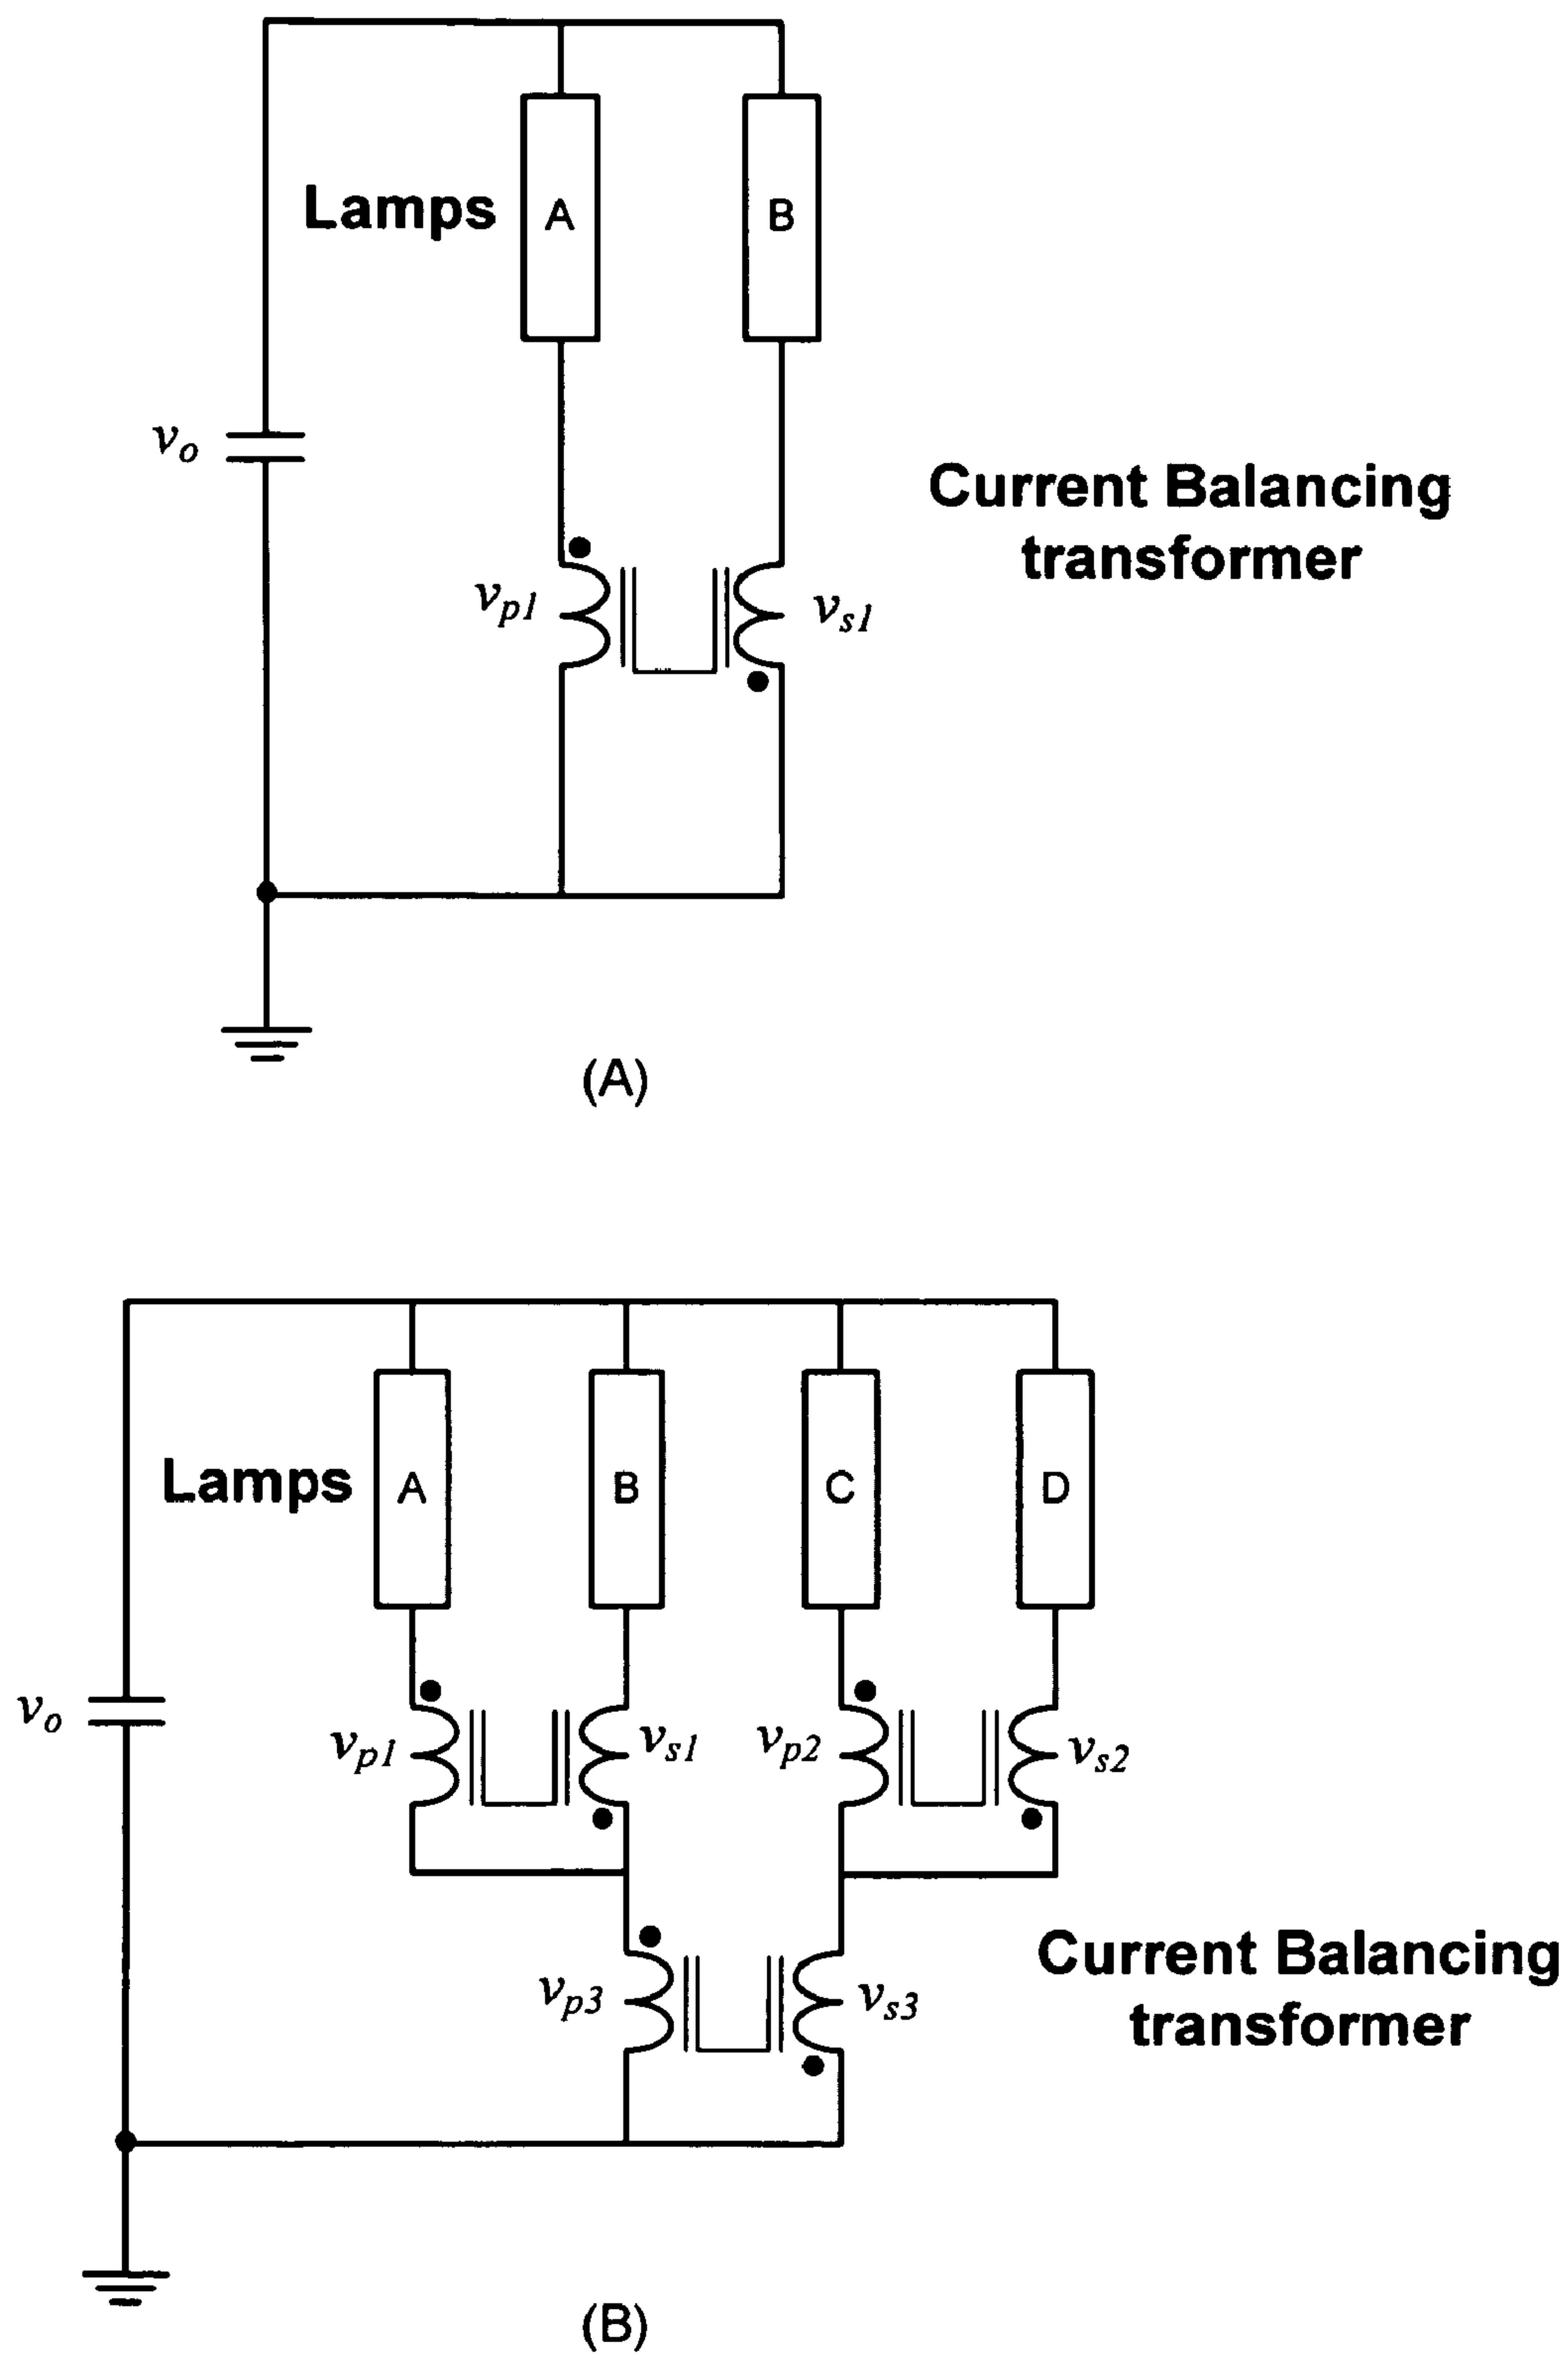 Lamps
A
B
vo
Current Balancing
transformer
vp1
vs1
(A)
Lamps
A
B
C
D
vo
vp1
vs1
vp2
vs2
Current Balancing
transformer
vp3
vs3
(B)